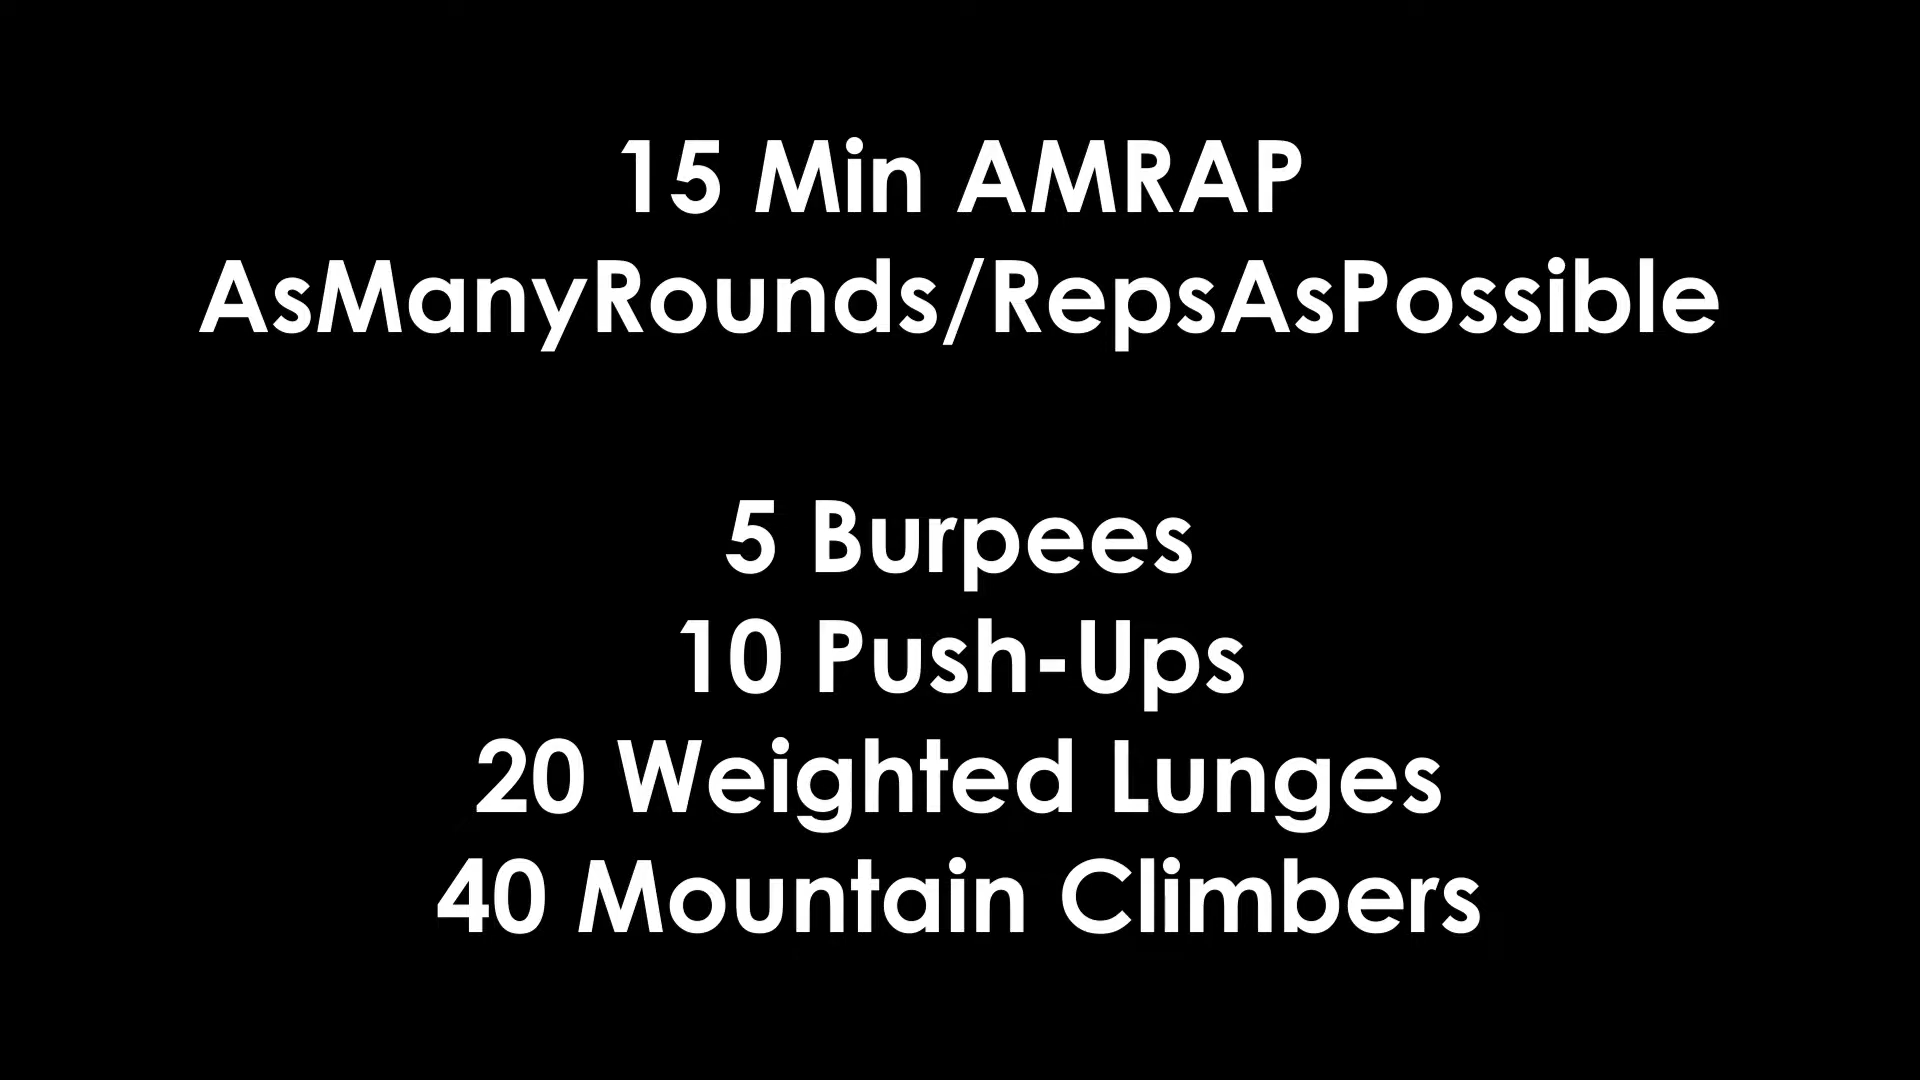 15 Min AMRAP
AsManyRounds/RepsAsPossible
5 Burpees
10 Push-Ups
20 Weighted Lunges
40 Mountain Climbers